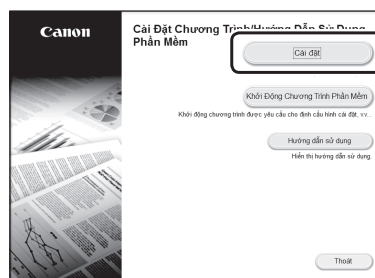 Canon
Cài Đặt Chương Trình/Hướng Dẫn Sử Dụng
Phần Mềm
Cài đặt
Khởi Động Chương Trình Phần Mềm
Khởi động chương trình được yêu cầu cho định cấu hình cài đặt, v.v...
Hướng dẫn sử dụng
Hiển thị hướng dẫn sử dụng.
Thoát